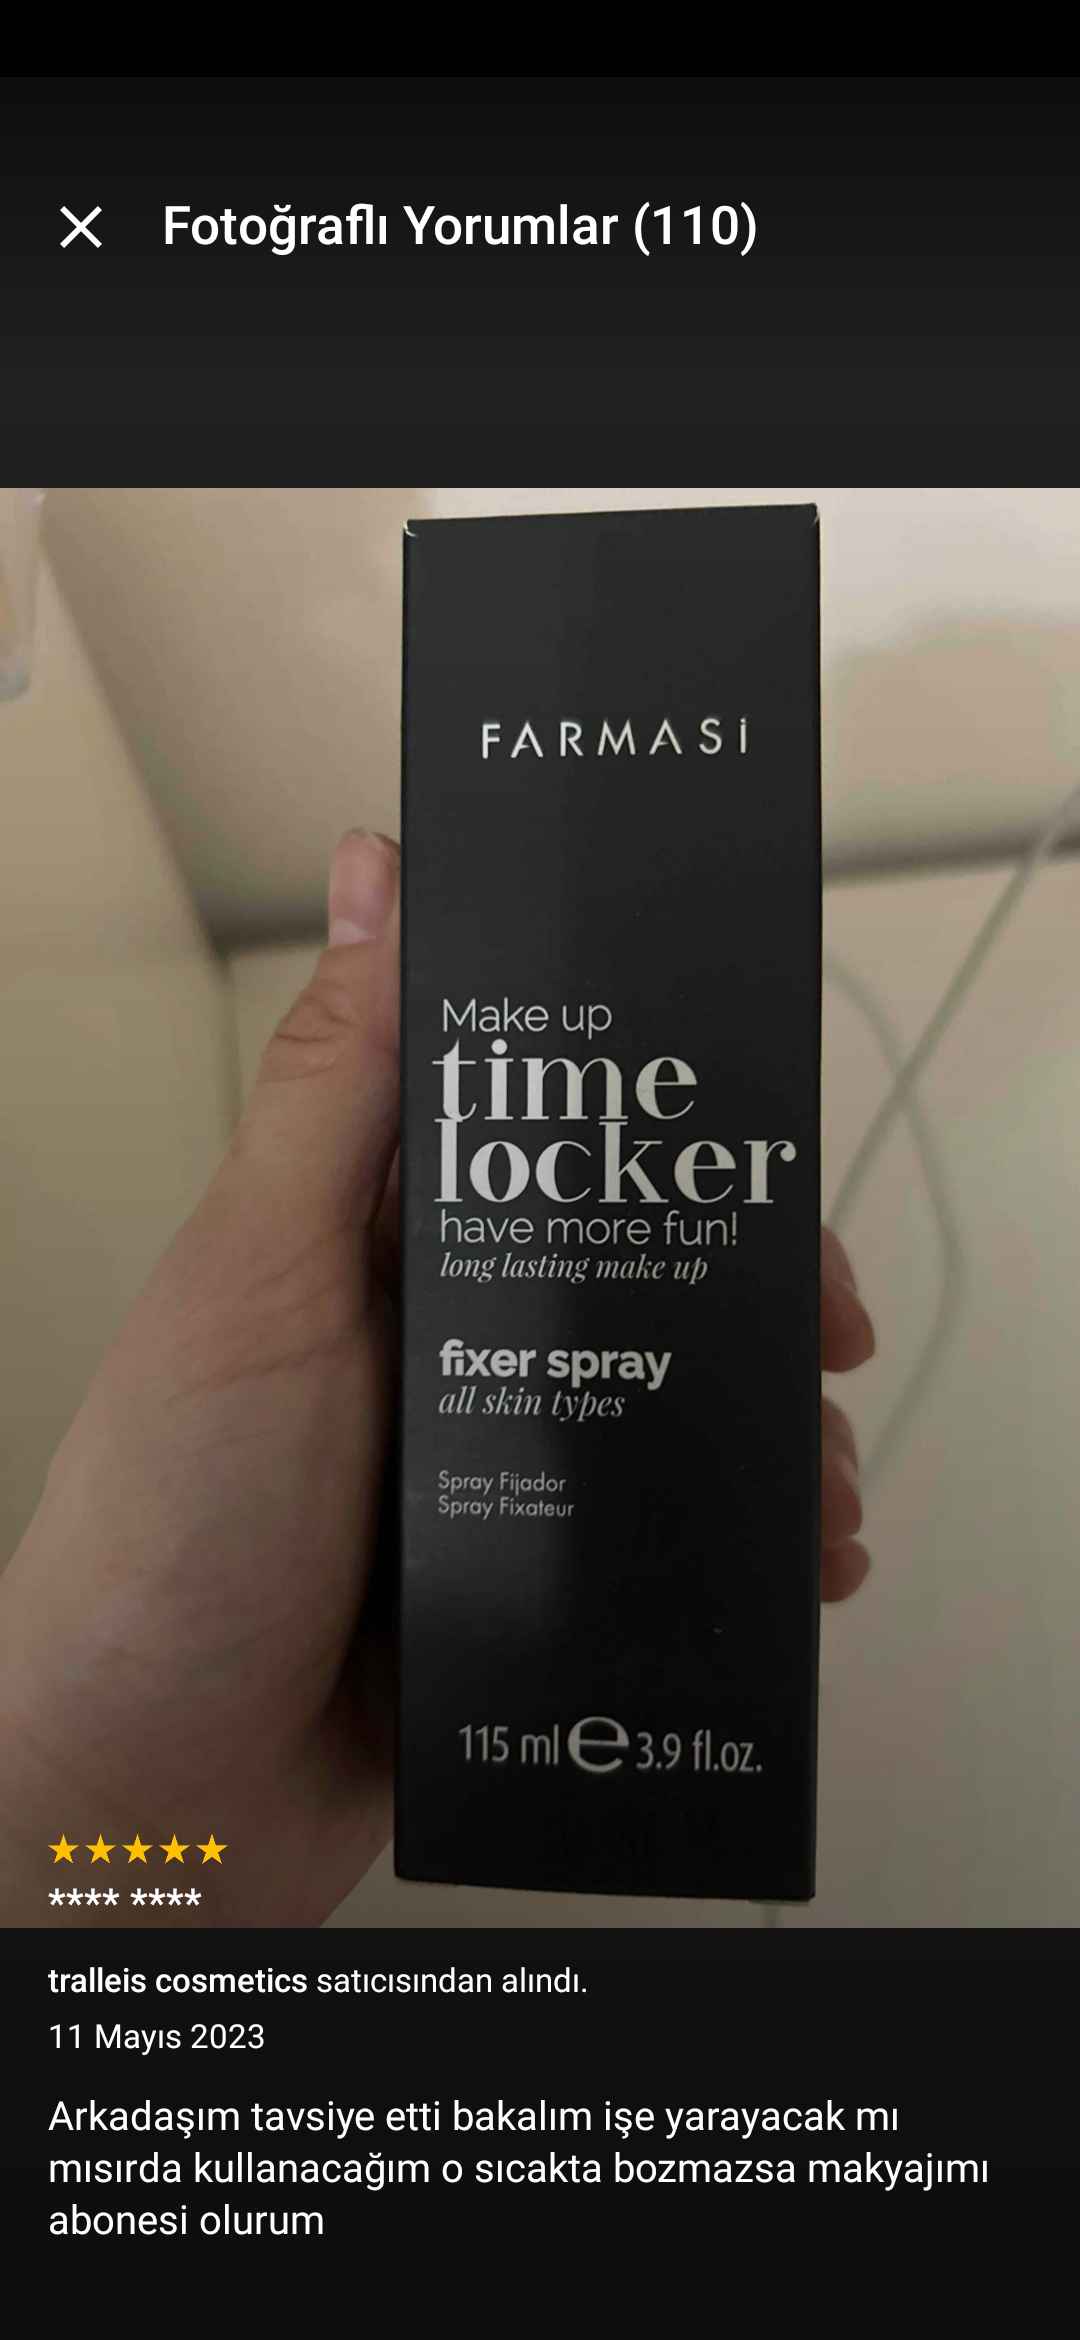 Fotoğraflı Yorumlar (110)
FARMASİ
Make up
time
locker
have more fun!
long lasting make up
fixer spray
all skin types
Spray Fijador
Spray Fixateur
115 ml e 3.9 fl.oz.
★★★★★
**** ****
tralleis cosmetics satıcısından alındı.
11 Mayıs 2023
Arkadaşım tavsiye etti bakalım işe yarayacak mı
mısırda kullanacağım o sıcakta bozmazsa makyajımı
abonesi olurum